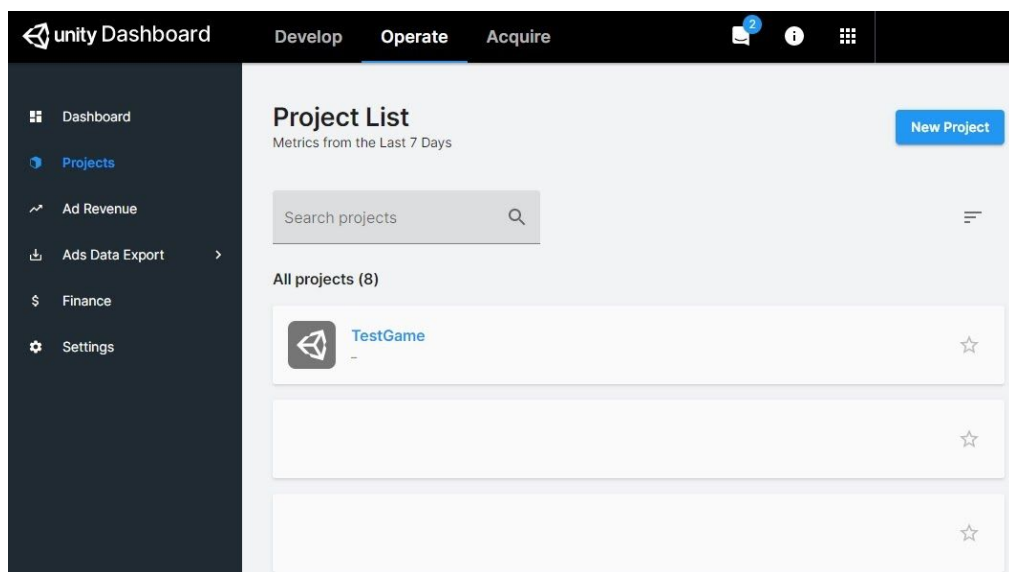 unity Dashboard
Develop
Operate
Acquire
2
Dashboard
Projects
Ad Revenue
Ads Data Export
$ Finance
Settings
Project List
Metrics from the Last 7 Days
New Project
Search projects
All projects (8)
TestGame
–